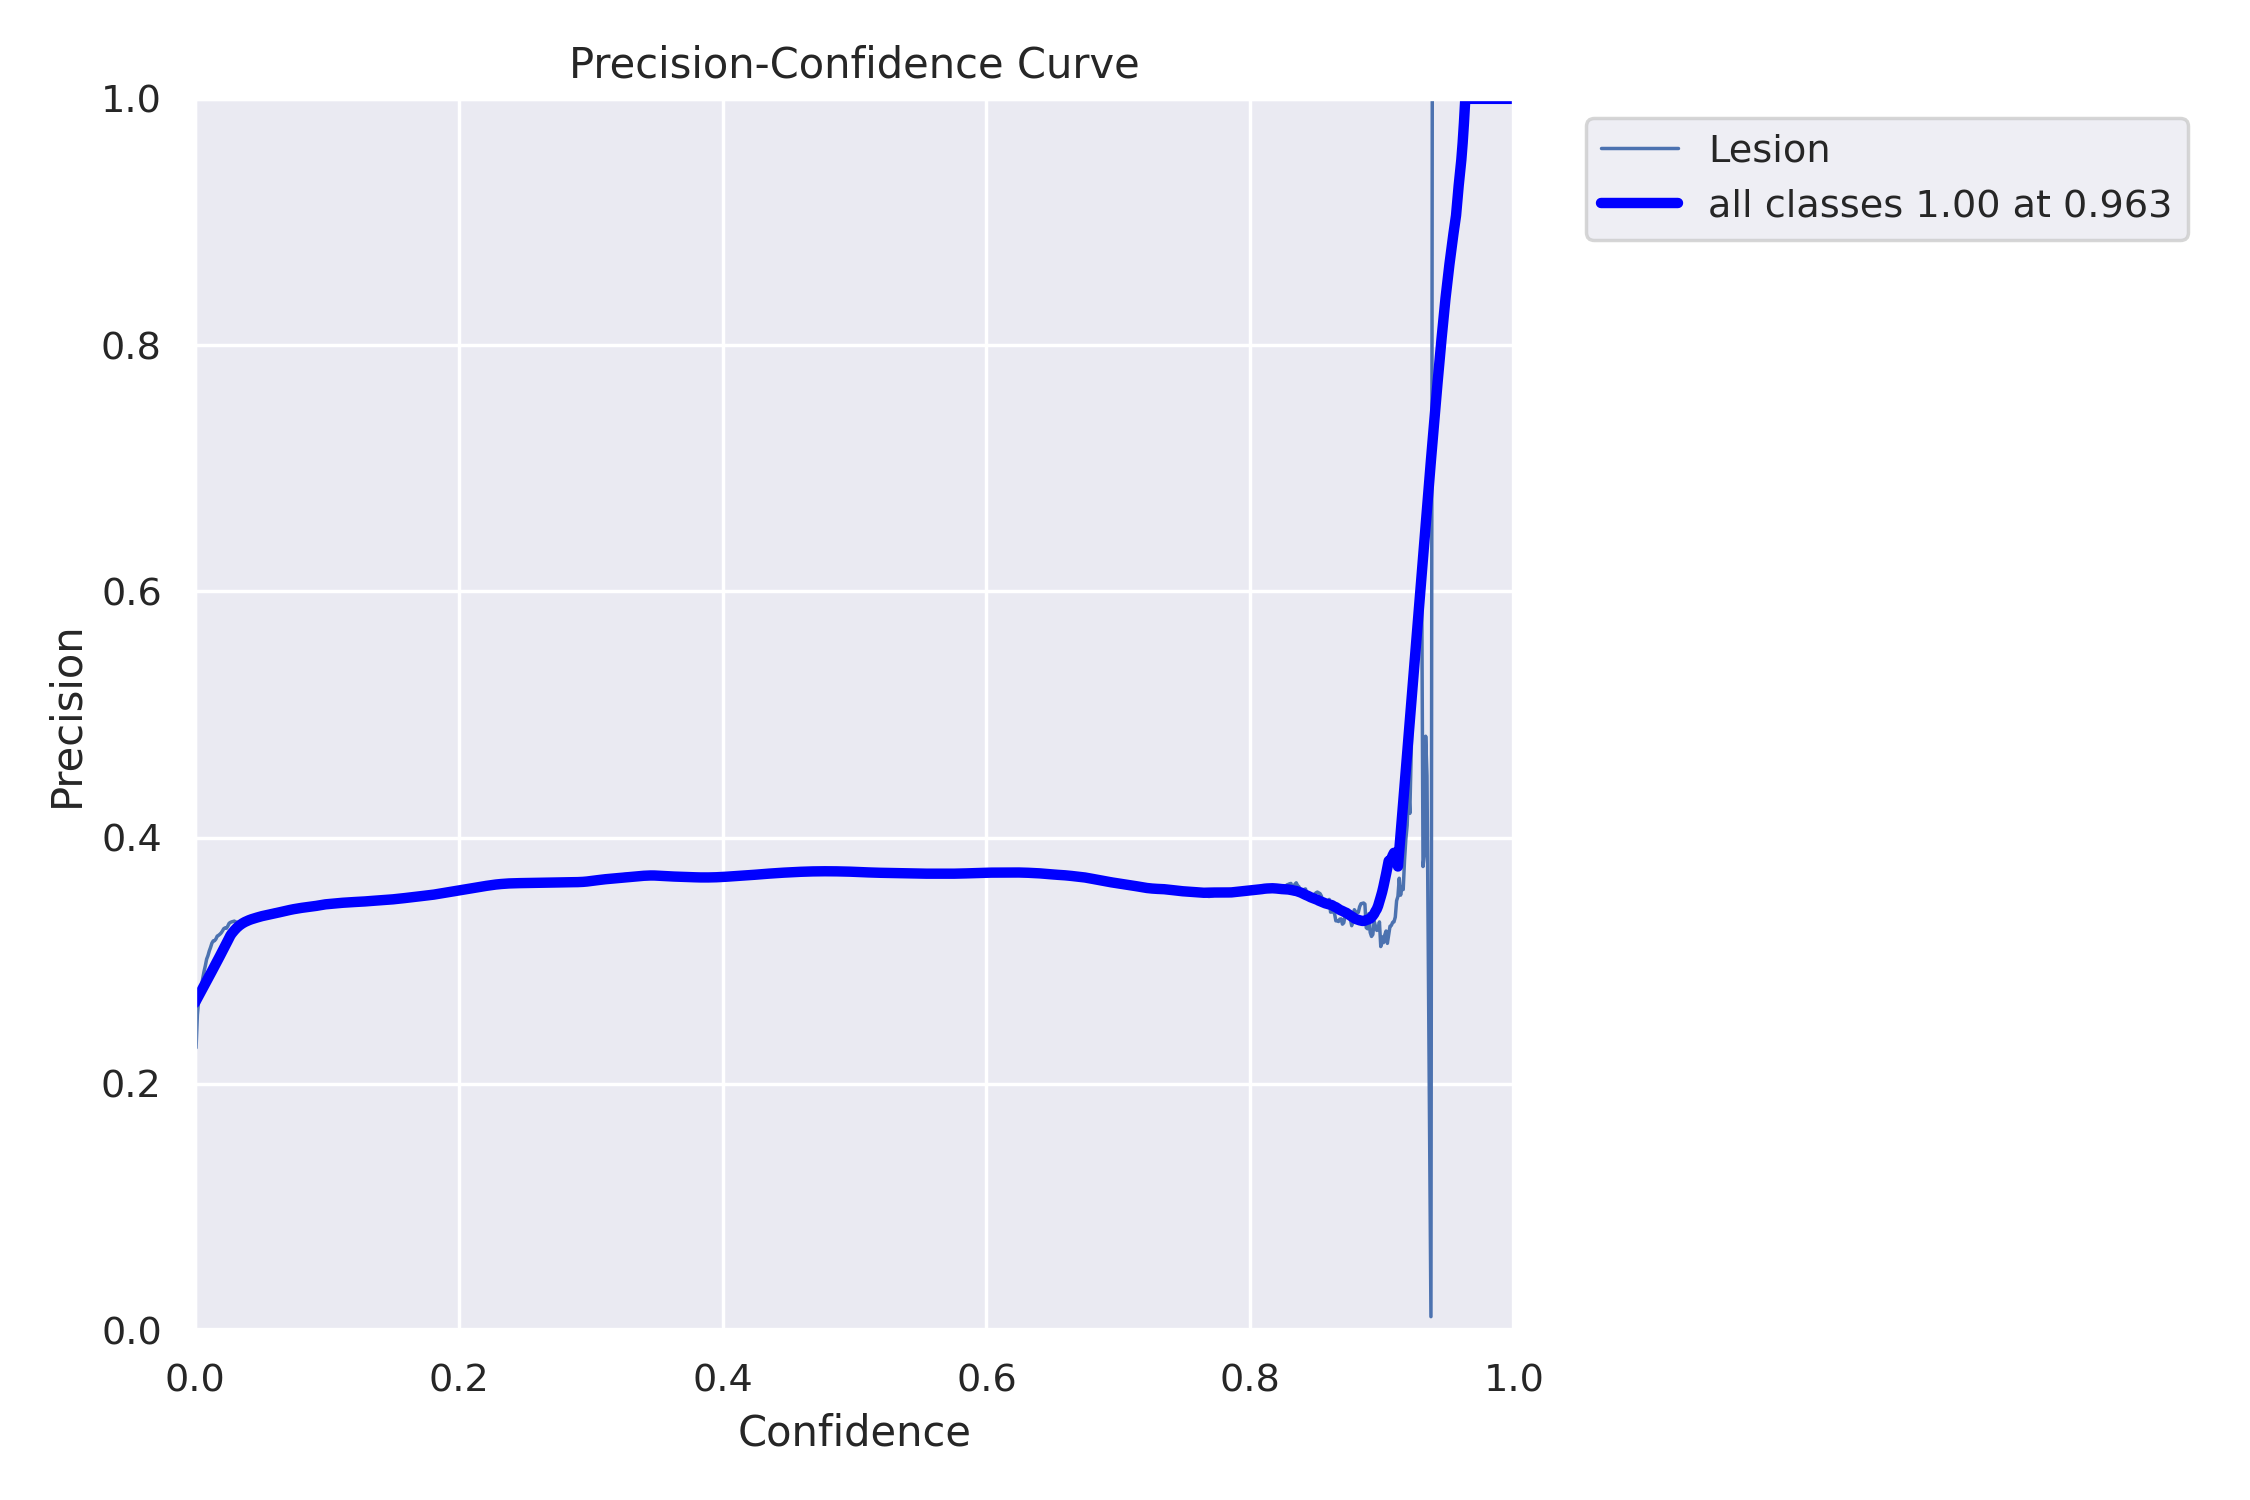 Precision-Confidence Curve
Lesion
all classes 1.00 at 0.963
Precision
1.0
0.8
0.6
0.4
0.2
0.0
0.0 0.2 0.4 0.6 0.8 1.0
Confidence